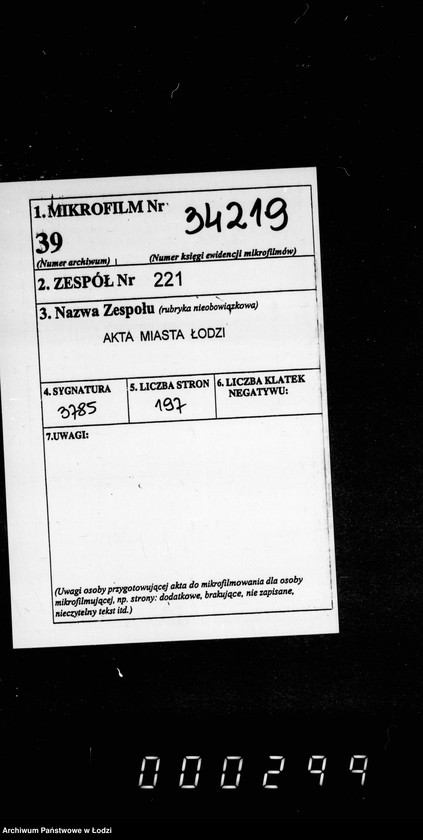 1. MIKROFILM Nr 34219
39
(Numer archiwum) (Numer księgi ewidencji mikrofilmów)
2. ZESPÓŁ Nr 221
3. Nazwa Zespołu (rubryka nieobowiązkowa)
AKTA MIASTA ŁODZI
4. SYGNATURA 5. LICZBA STRON 6. LICZBA KLATEK
NEGATYWU:
3785 197
7.UWAGI:
(Uwagi osoby przygotowującej akta do mikrofilmowania dla osoby
mikrofilmującej, np. strony: dodatkowe, brakujące, nie zapisane,
nieczytelny tekst itd.)
000299
Archiwum Państwowe w Łodzi